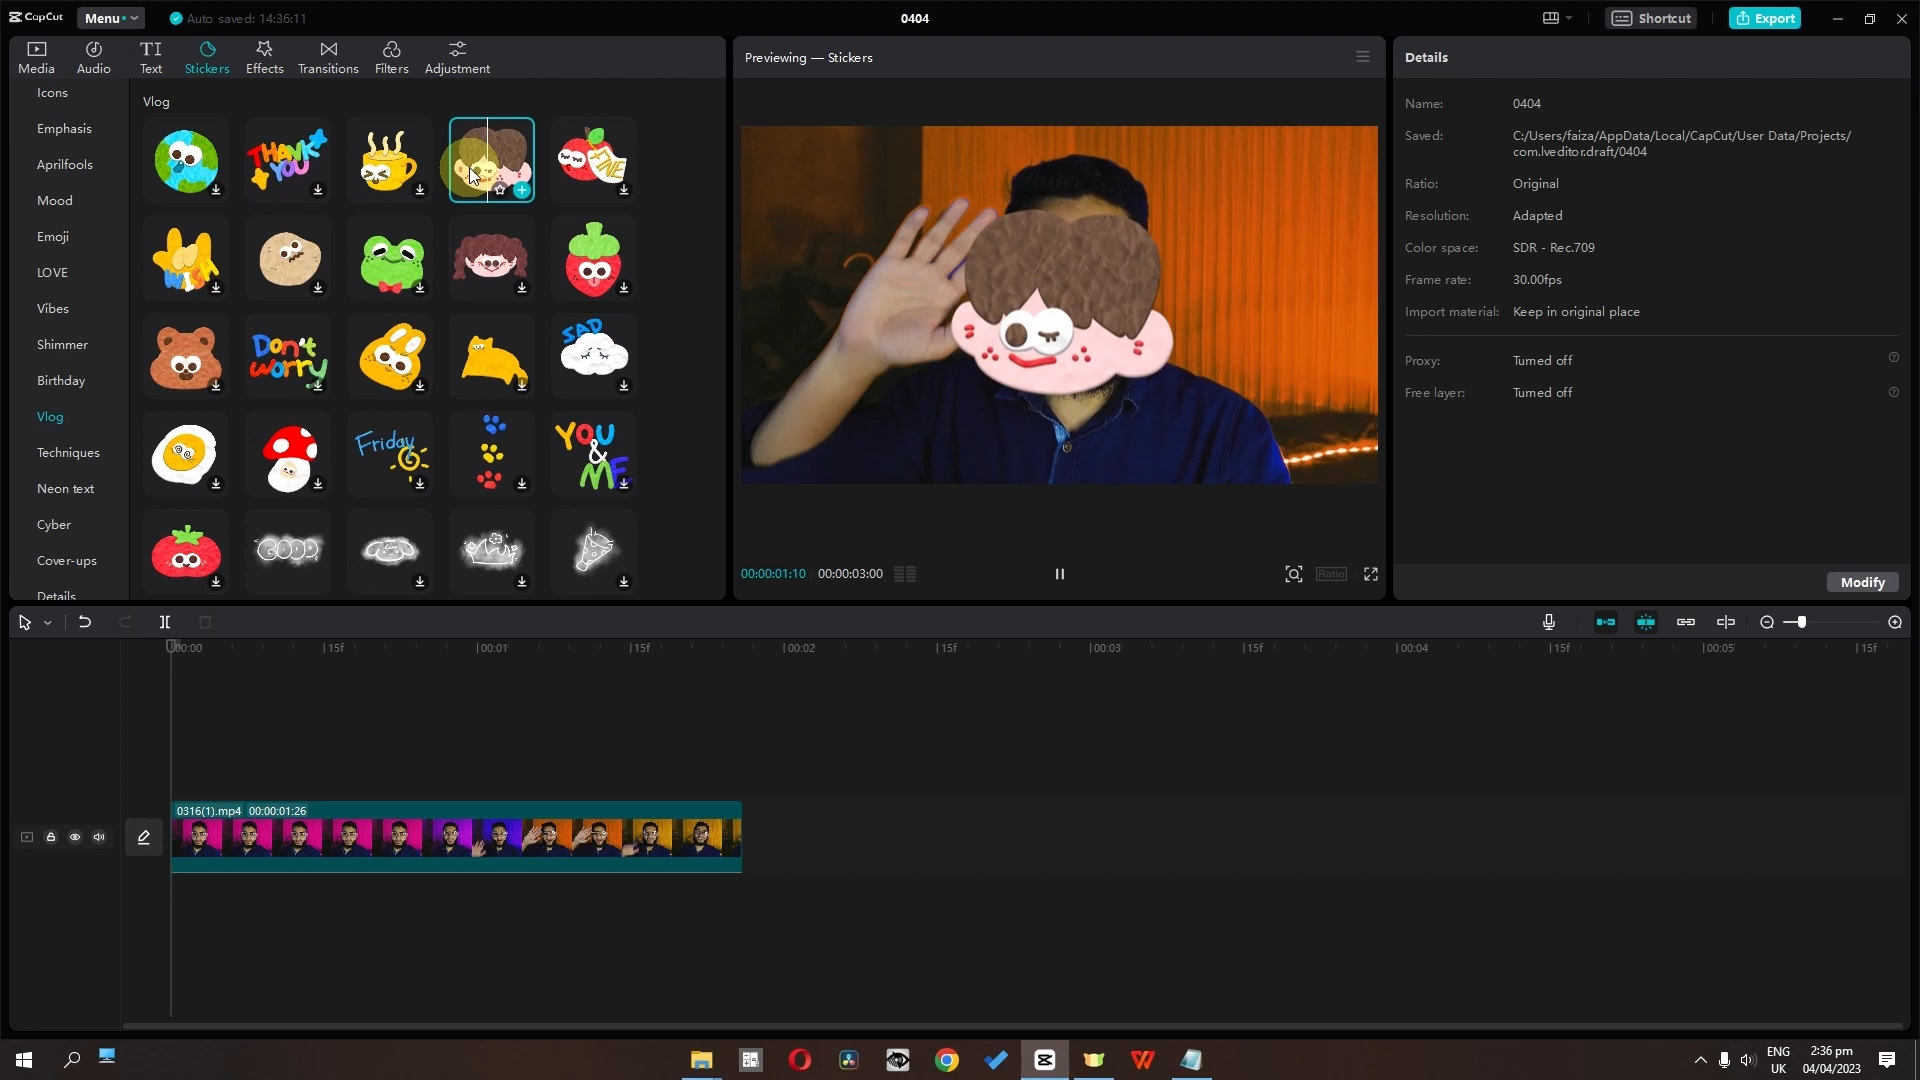 CapCut
Menu
Auto saved: 14:36:11
0404
Shortcut
Export
Media
Audio
TI
Text
Stickers
Effects
Transitions
Filters
Adjustment
Icons
Emphasis
Aprilfools
Mood
Emoji
LOVE
Vibes
Shimmer
Birthday
Vlog
Techniques
Neon text
Cyber
Cover-ups
Details
Vlog
THANK
YOU
FINE
WISH
Don't
worry
SAD
Friday
YOU
&
ME
GOOD
Previewing — Stickers
00:00:01:10
00:00:03:00
Ratio
Details
Name: 0404
Saved: C:/Users/faiza/AppData/Local/CapCut/User Data/Projects/
com.lveditor.draft/0404
Ratio: Original
Resolution: Adapted
Color space: SDR - Rec.709
Frame rate: 30.00fps
Import material: Keep in original place
Proxy: Turned off
Free layer: Turned off
Modify
00:00
15f
00:01
15f
00:02
15f
00:03
15f
00:04
15f
00:05
15f
0316(1).mp4 00:00:01:26
ENG
UK
2:36 pm
04/04/2023